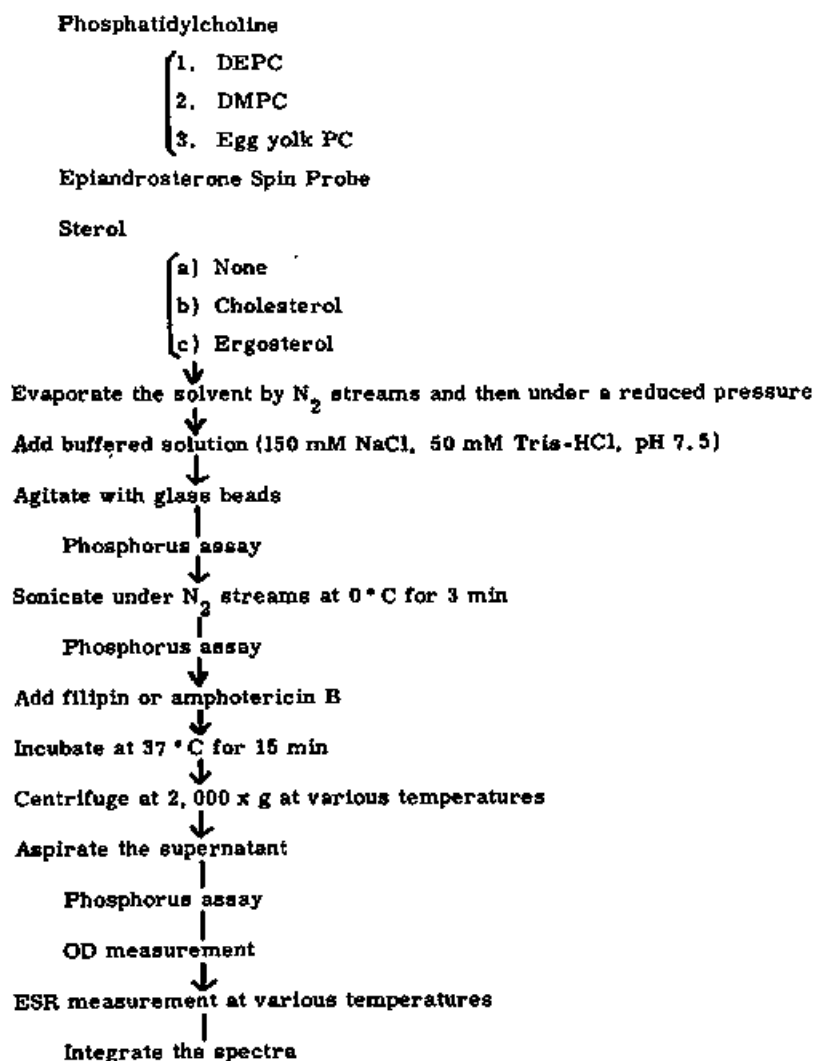 Phosphatidylcholine
1. DEPC
2. DMPC
3. Egg yolk PC
Epiandrosterone Spin Probe
Sterol
a) None
b) Cholesterol
c) Ergosterol
Evaporate the solvent by N2 streams and then under a reduced pressure
Add buffered solution (150 mM NaCl, 50 mM Tris-HCl, pH 7.5)
Agitate with glass beads
Phosphorus assay
Sonicate under N2 streams at 0°C for 3 min
Phosphorus assay
Add filipin or amphotericin B
Incubate at 37°C for 15 min
Centrifuge at 2,000 x g at various temperatures
Aspirate the supernatant
Phosphorus assay
OD measurement
ESR measurement at various temperatures
Integrate the spectra